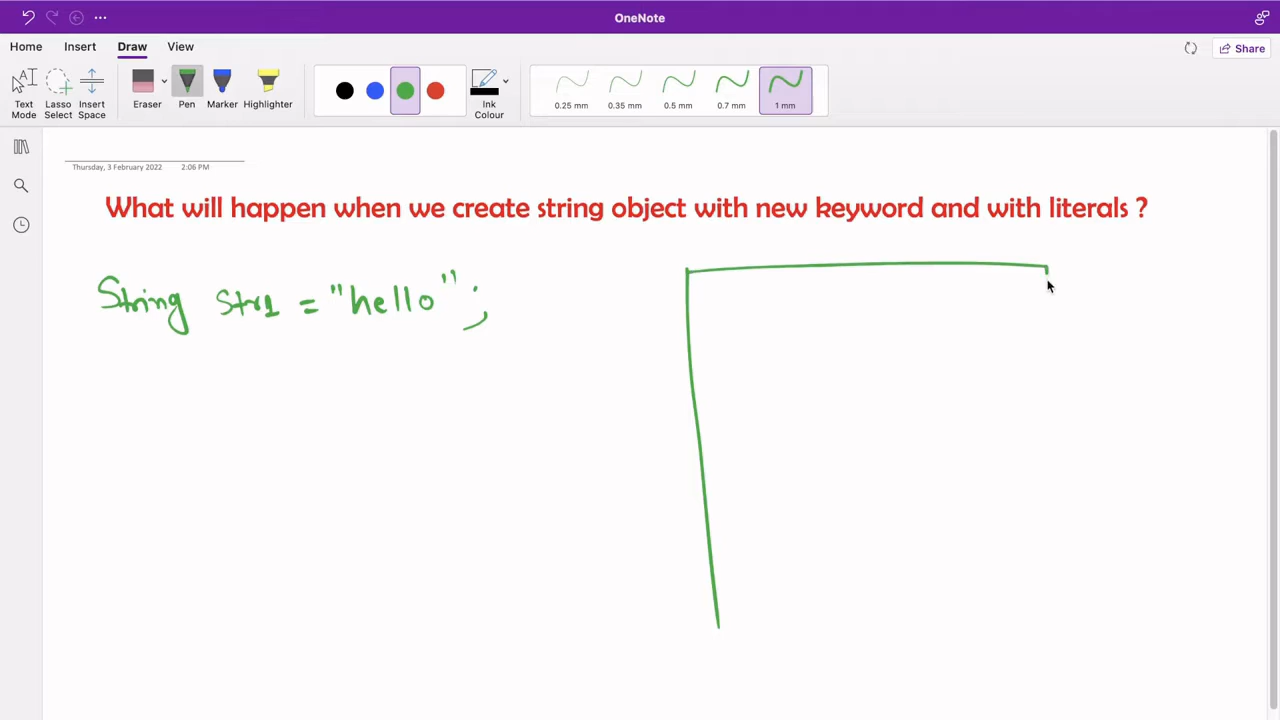 OneNote
Home Insert Draw View
Share
Text Mode
Lasso Select
Insert Space
Eraser
Pen
Marker
Highlighter
Ink Colour
0.25 mm
0.35 mm
0.5 mm
0.7 mm
1 mm
Thursday, 3 February 2022 2:06 PM
What will happen when we create string object with new keyword and with literals ?
String str1 = "hello";